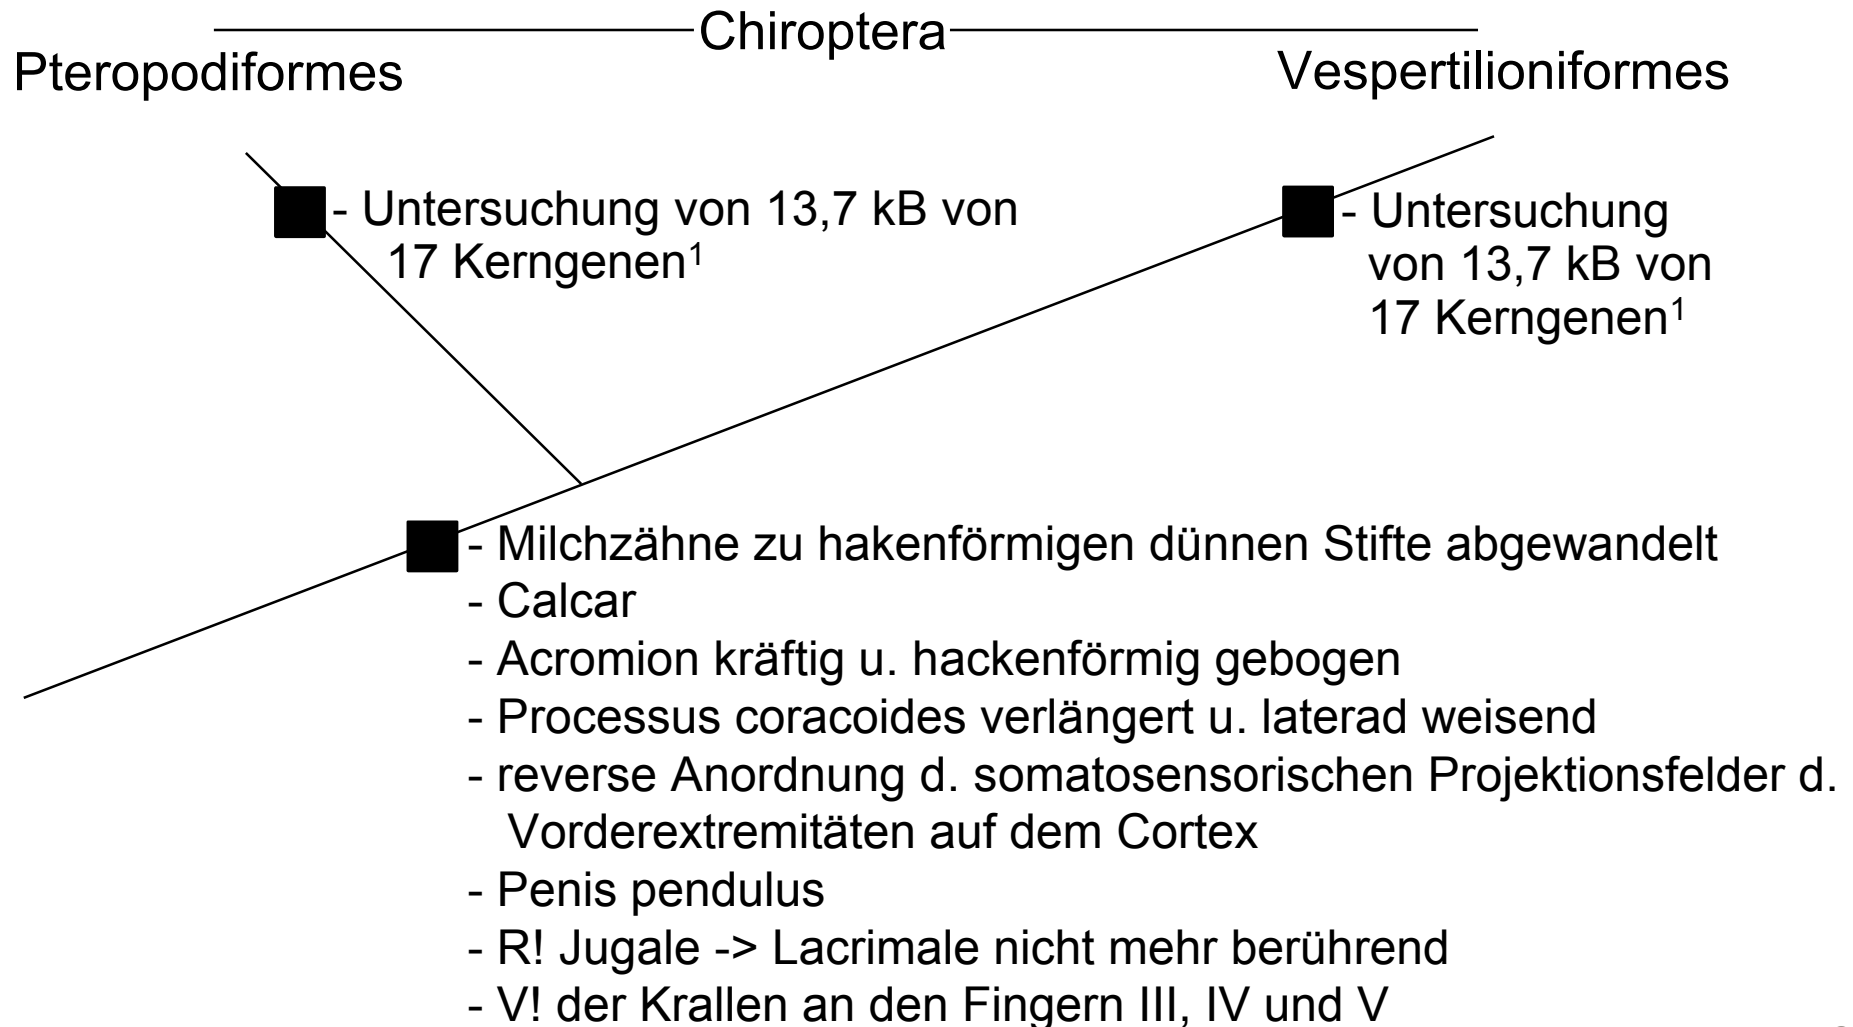 Chiroptera
Pteropodiformes
Vespertilioniformes
- Untersuchung von 13,7 kB von
17 Kerngenen¹
- Untersuchung
von 13,7 kB von
17 Kerngenen¹
- Milchzähne zu hakenförmigen dünnen Stifte abgewandelt
- Calcar
- Acromion kräftig u. hackenförmig gebogen
- Processus coracoides verlängert u. laterad weisend
- reverse Anordnung d. somatosensorischen Projektionsfelder d.
Vorderextremitäten auf dem Cortex
- Penis pendulus
- R! Jugale -> Lacrimale nicht mehr berührend
- V! der Krallen an den Fingern III, IV und V